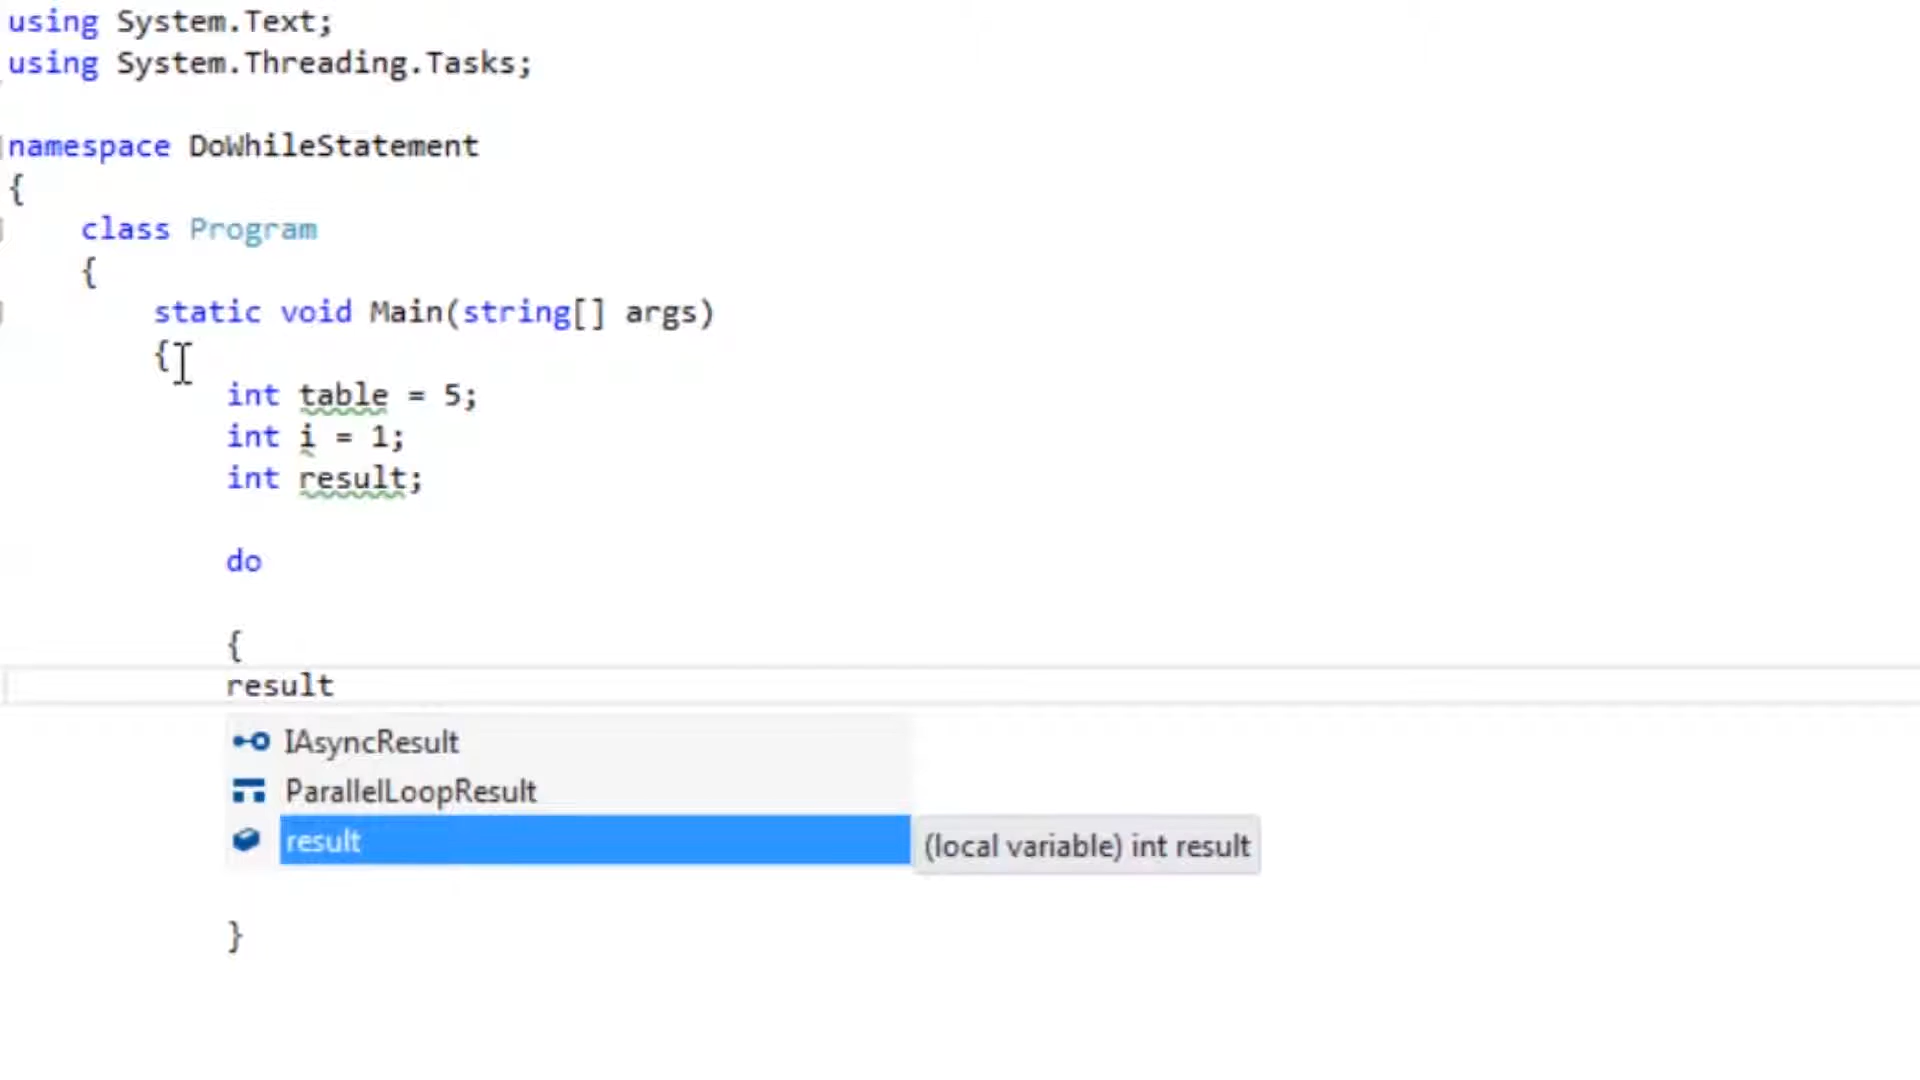 using System.Text;
using System.Threading.Tasks;
namespace DoWhileStatement
{
class Program
{
static void Main(string[] args)
{
int table = 5;
int i = 1;
int result;
do
{
result
IAsyncResult
ParallelLoopResult
result
(local variable) int result
}